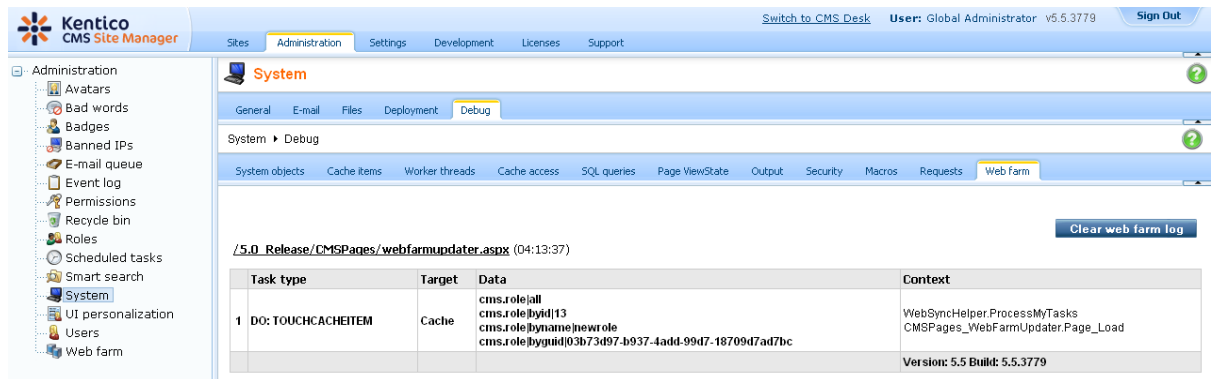 Kentico
CMS Site Manager
Switch to CMS Desk User: Global Administrator v5.5.3779 Sign Out
Sites Administration Settings Development Licenses Support
Administration
Avatars
Bad words
Badges
Banned IPs
E-mail queue
Event log
Permissions
Recycle bin
Roles
Scheduled tasks
Smart search
System
UI personalization
Users
Web farm
System
General E-mail Files Deployment Debug
System Debug
System objects Cache items Worker threads Cache access SQL queries Page ViewState Output Security Macros Requests Web farm
Clear web farm log
/5.0_Release/CMSPages/webfarmupdater.aspx (04:13:37)
Task type Target Data Context
1 DO: TOUCHCACHEITEM Cache
cms.role|all
cms.role|byid|13
cms.role|byname|newrole
cms.role|byguid|03b73d97-b937-4add-99d7-18709d7ad7bc
WebSyncHelper.ProcessMyTasks
CMSPages_WebFarmUpdater.Page_Load
Version: 5.5 Build: 5.5.3779